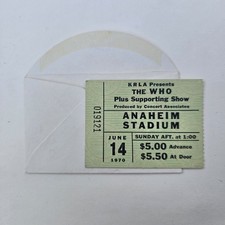 KRLA Presents
THE WHO
Plus Supporting Show
Produced by Concert Associates
ANAHEIM
STADIUM
019121
JUNE
14
1970
SUNDAY AFT. at 1:00
$5.00 Advance
$5.50 At Door